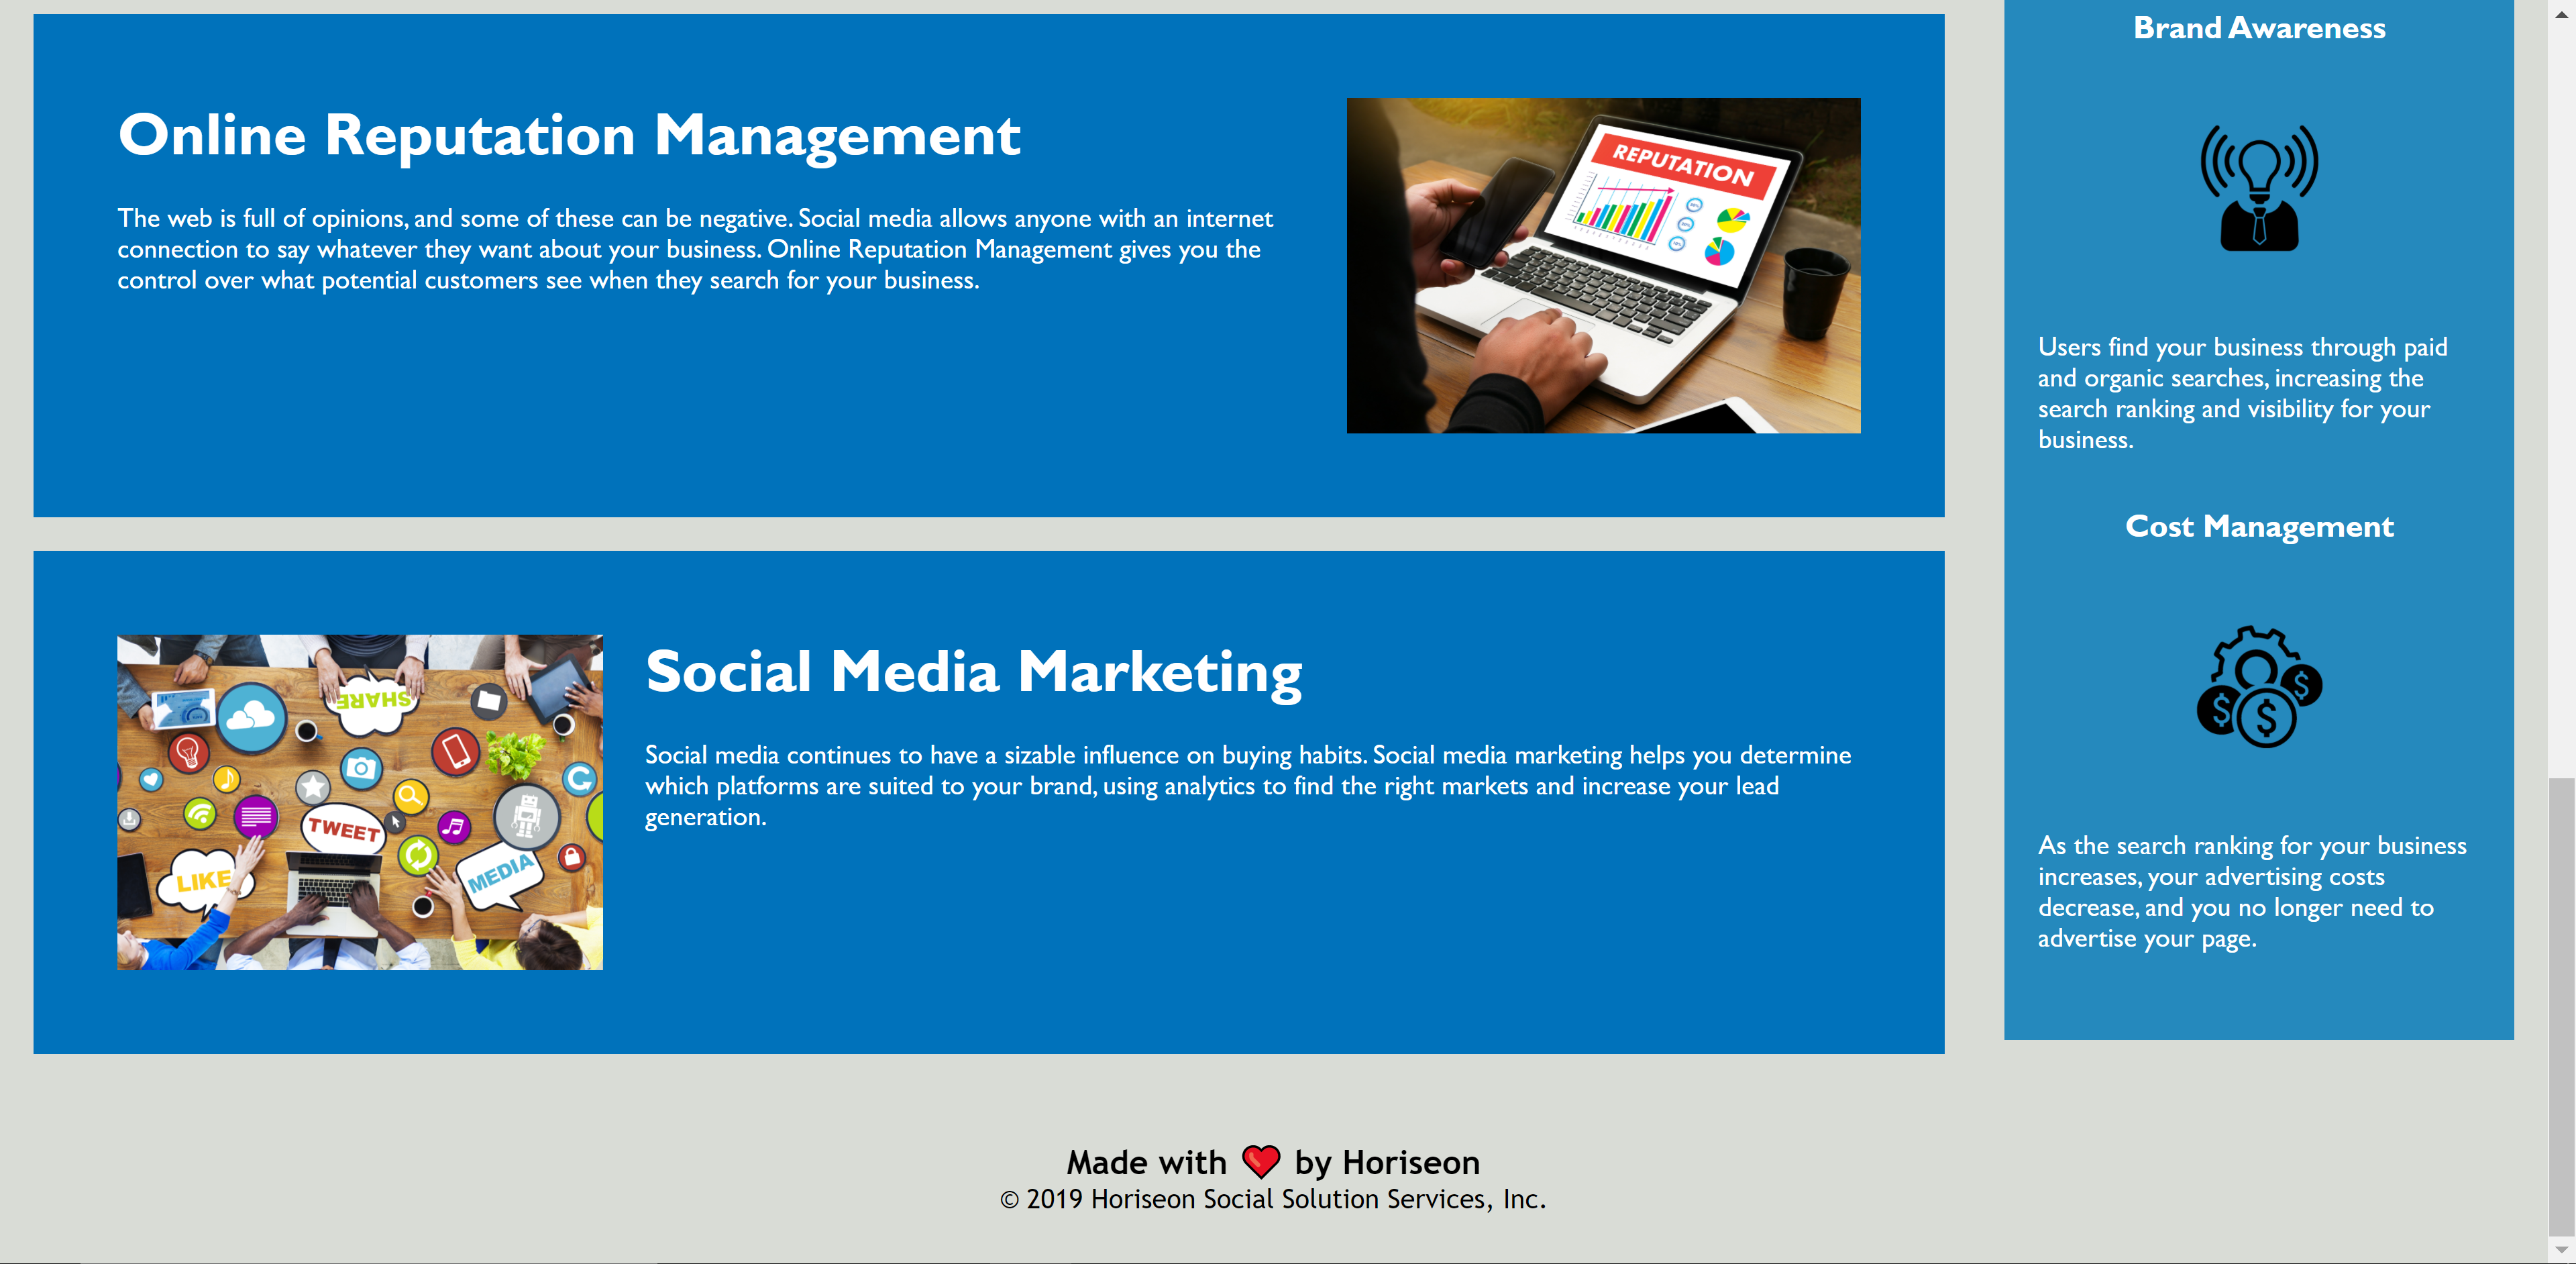 Online Reputation Management
The web is full of opinions, and some of these can be negative. Social media allows anyone with an internet
connection to say whatever they want about your business. Online Reputation Management gives you the
control over what potential customers see when they search for your business.
REPUTATION
Social Media Marketing
Social media continues to have a sizable influence on buying habits. Social media marketing helps you determine
which platforms are suited to your brand, using analytics to find the right markets and increase your lead
generation.
SHARE
TWEET
LIKE
MEDIA
Brand Awareness
Users find your business through paid
and organic searches, increasing the
search ranking and visibility for your
business.
Cost Management
$
$
$
As the search ranking for your business
increases, your advertising costs
decrease, and you no longer need to
advertise your page.
Made with ❤️ by Horiseon
© 2019 Horiseon Social Solution Services, Inc.